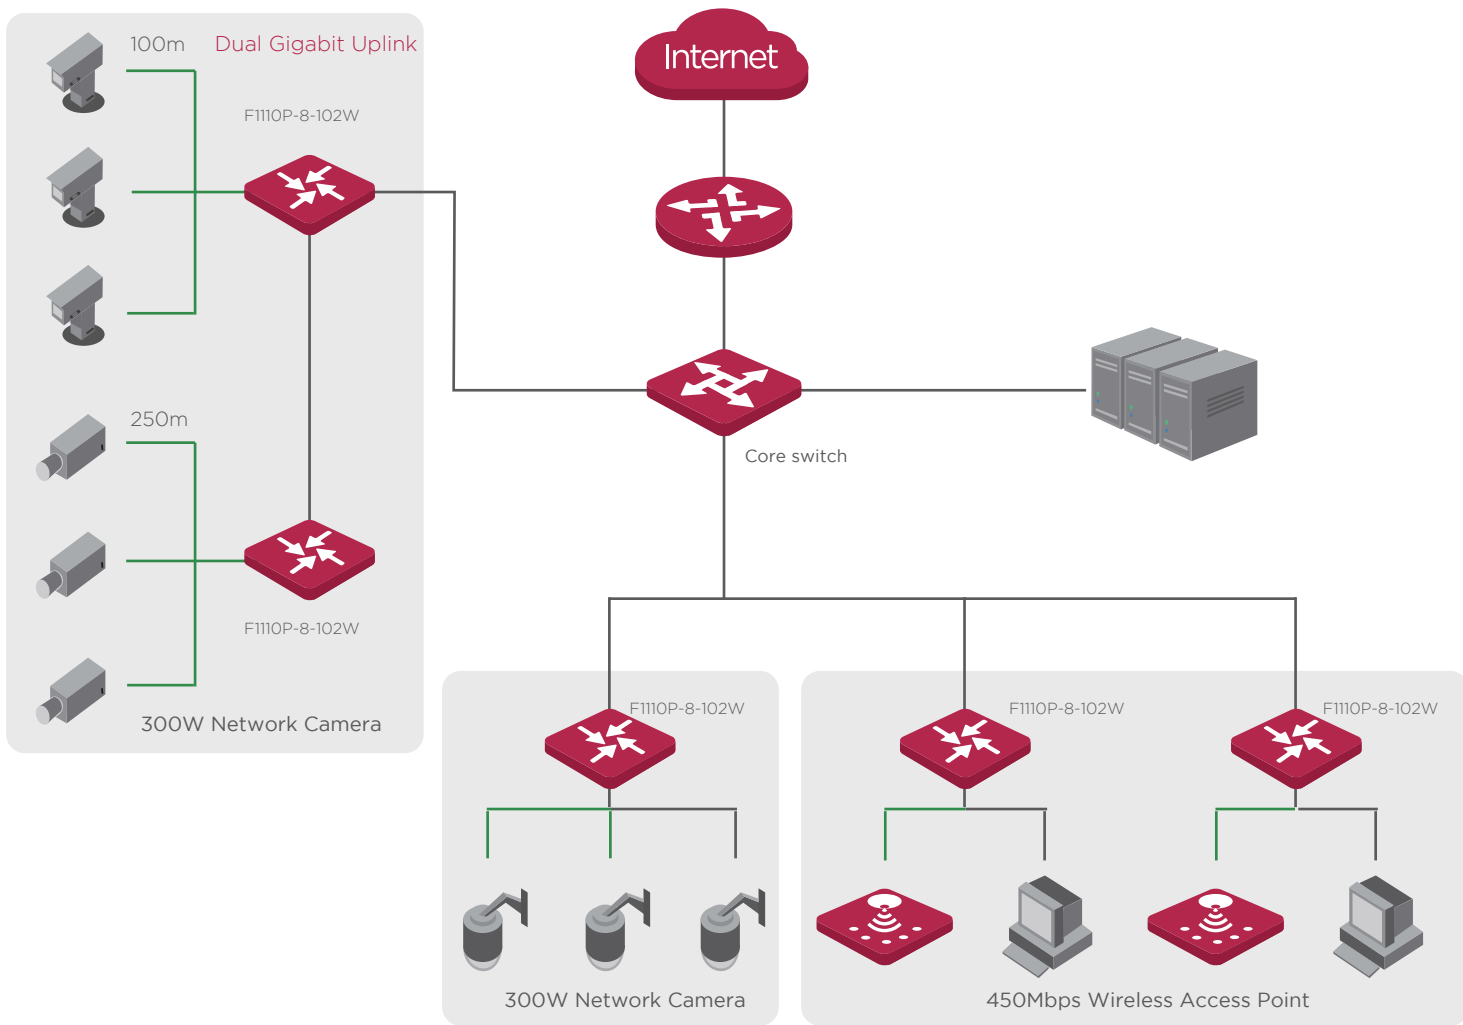 100m
Dual Gigabit Uplink
Internet
F1110P-8-102W
250m
Core switch
F1110P-8-102W
300W Network Camera
F1110P-8-102W
F1110P-8-102W
F1110P-8-102W
300W Network Camera
450Mbps Wireless Access Point